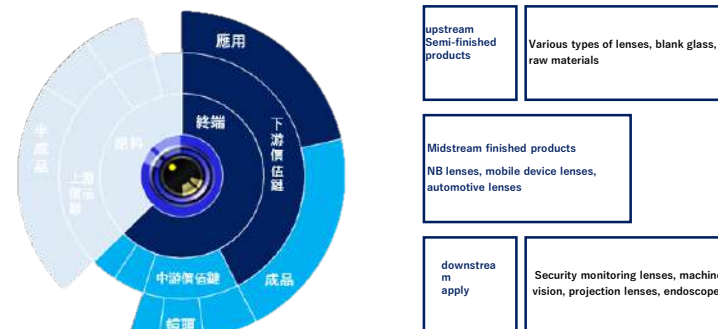 應用
終端
下游價值鏈
原料
半成品
上游價值鏈
中游價值鏈
成品
鏡頭
upstream
Semi-finished
products
Various types of lenses, blank glass,
raw materials
Midstream finished products
NB lenses, mobile device lenses,
automotive lenses
downstrea
m
apply
Security monitoring lenses, machine
vision, projection lenses, endoscope